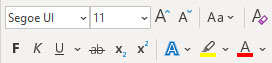 Segoe UI 11 A A Aa A
F K U ab x₂ x² A A